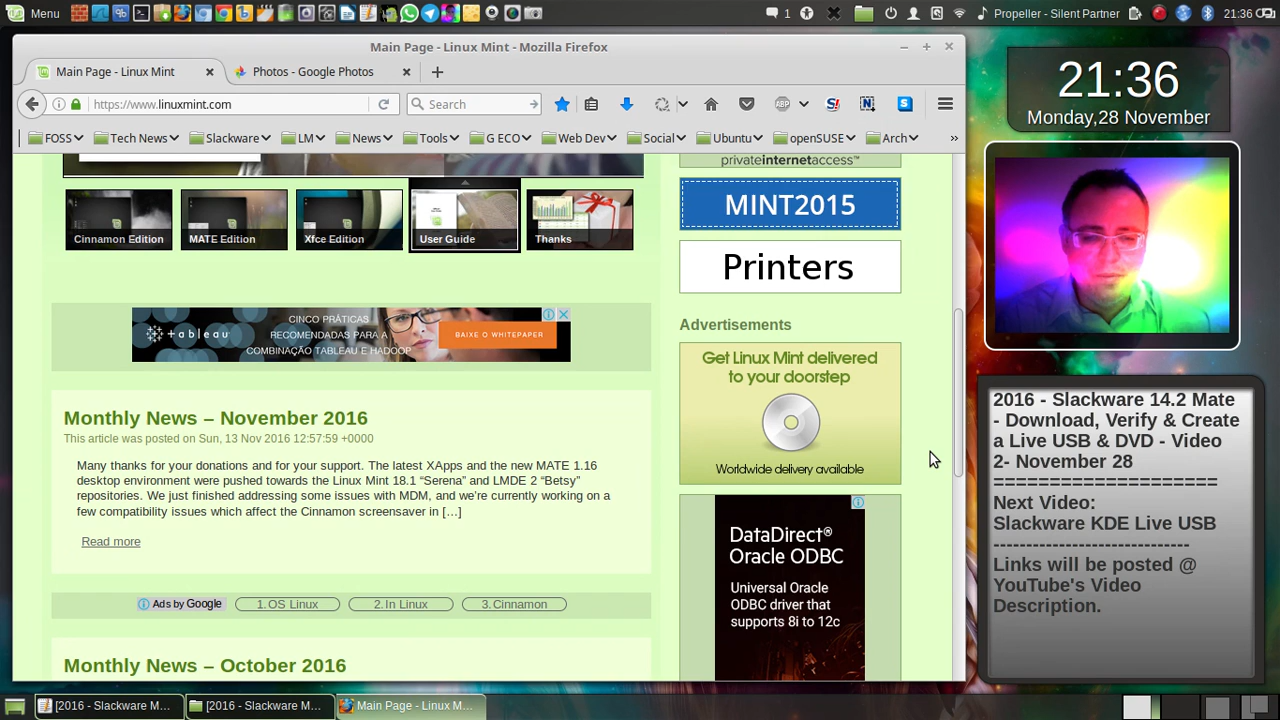 Menu
1
Propeller - Silent Partner
21:36
Main Page - Linux Mint - Mozilla Firefox
Main Page - Linux Mint
Photos - Google Photos
https://www.linuxmint.com
Search
FOSS
Tech News
Slackware
LM
News
Tools
G ECO
Web Dev
Social
Ubuntu
openSUSE
Arch
Cinnamon Edition
MATE Edition
Xfce Edition
User Guide
Thanks
privateinternetaccess™
MINT2015
Printers
+ableau
CINCO PRÁTICAS
RECOMENDADAS PARA A
COMBINAÇÃO TABLEAU E HADOOP
BAIXE O WHITEPAPER
Advertisements
Get Linux Mint delivered
to your doorstep
Worldwide delivery available
Monthly News – November 2016
This article was posted on Sun, 13 Nov 2016 12:57:59 +0000
Many thanks for your donations and for your support. The latest XApps and the new MATE 1.16
desktop environment were pushed towards the Linux Mint 18.1 “Serena” and LMDE 2 “Betsy”
repositories. We just finished addressing some issues with MDM, and we’re currently working on a
few compatibility issues which affect the Cinnamon screensaver in […]
Read more
DataDirect®
Oracle ODBC
Universal Oracle
ODBC driver that
supports 8i to 12c
Ads by Google
1. OS Linux
2. In Linux
3. Cinnamon
Monthly News – October 2016
21:36
Monday,28 November
2016 - Slackware 14.2 Mate
- Download, Verify & Create
a Live USB & DVD - Video
2- November 28
=====================
Next Video:
Slackware KDE Live USB
------------------------------
Links will be posted @
YouTube's Video
Description.
[2016 - Slackware M...
[2016 - Slackware M...
Main Page - Linux M...